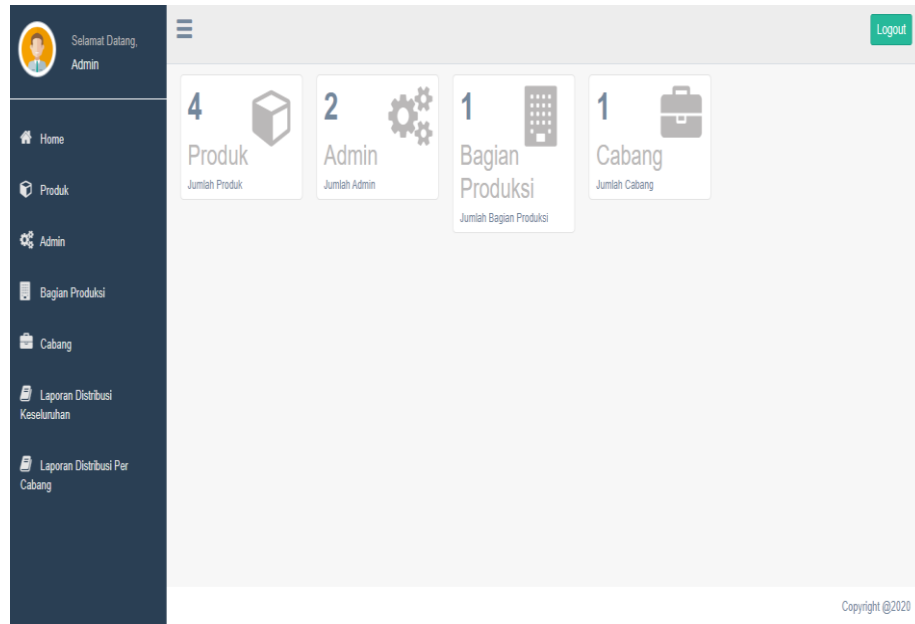 Selamat Datang,
Admin
Home
Produk
Admin
Bagian Produksi
Cabang
Laporan Distribusi
Keseluruhan
Laporan Distribusi Per
Cabang
Logout
4
Produk
Jumlah Produk
2
Admin
Jumlah Admin
1
Bagian
Produksi
Jumlah Bagian Produksi
1
Cabang
Jumlah Cabang
Copyright @2020